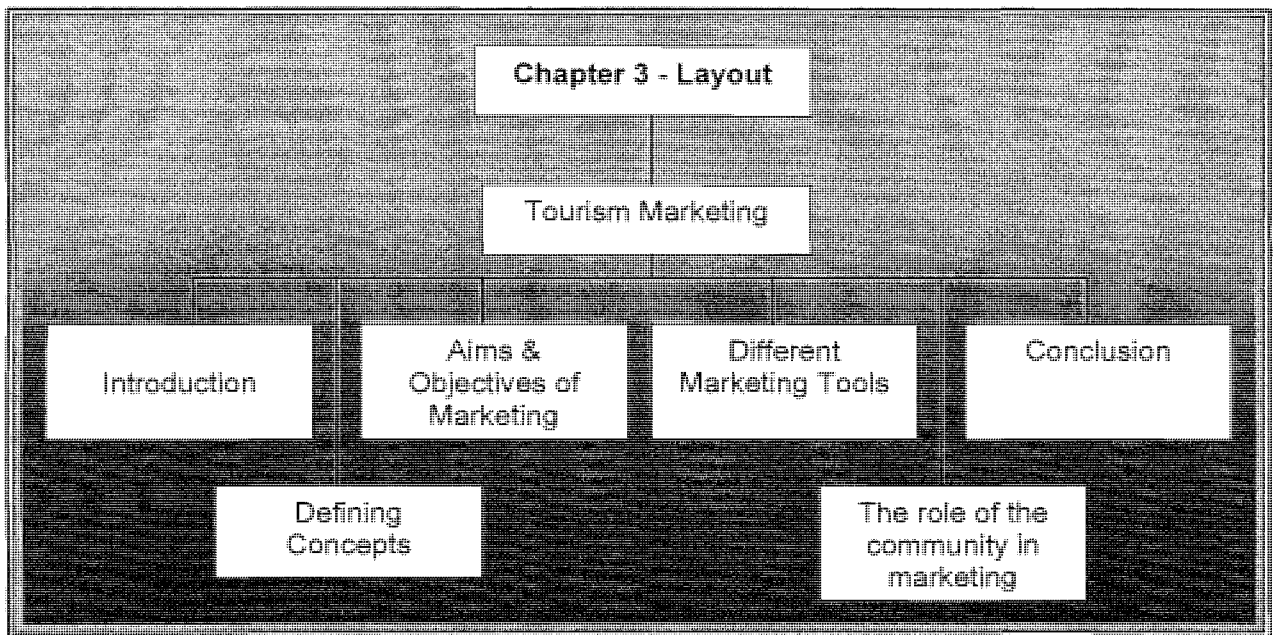 Chapter 3 - Layout
Tourism Marketing
Introduction
Aims &
Objectives of
Marketing
Different
Marketing Tools
Conclusion
Defining
Concepts
The role of the
community in
marketing